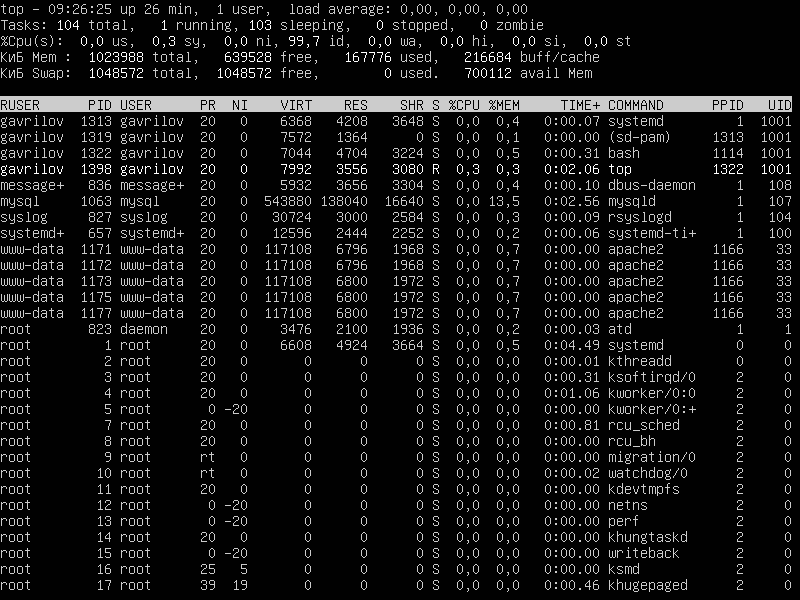 top - 09:26:25 up 26 min,  1 user,  load average: 0,00, 0,00, 0,00
Tasks: 104 total,   1 running, 103 sleeping,   0 stopped,   0 zombie
%Cpu(s):  0,0 us,  0,3 sy,  0,0 ni, 99,7 id,  0,0 wa,  0,0 hi,  0,0 si,  0,0 st
КиБ Mem :  1023988 total,   639528 free,   167776 used,   216684 buff/cache
КиБ Swap:  1048572 total,  1048572 free,        0 used.   700112 avail Mem
RUSER      PID USER      PR  NI    VIRT    RES    SHR S %CPU %MEM     TIME+ COMMAND      PPID   UID
gavrilov  1313 gavrilov  20   0    6368   4208   3648 S  0,0  0,4   0:00.07 systemd         1  1001
gavrilov  1319 gavrilov  20   0    7572   1364      0 S  0,0  0,1   0:00.00 (sd-pam)     1313  1001
gavrilov  1322 gavrilov  20   0    7044   4704   3224 S  0,0  0,5   0:00.31 bash         1114  1001
gavrilov  1398 gavrilov  20   0    7992   3556   3080 R  0,3  0,3   0:02.06 top          1322  1001
message+   836 message+  20   0    5932   3656   3304 S  0,0  0,4   0:00.10 dbus-daemon     1   108
mysql     1063 mysql     20   0  543880 138040  16640 S  0,0 13,5   0:02.56 mysqld          1   107
syslog     827 syslog    20   0   30724   3000   2584 S  0,0  0,3   0:00.09 rsyslogd        1   104
systemd+   657 systemd+  20   0   12596   2444   2252 S  0,0  0,2   0:00.06 systemd-ti+     1   100
www-data  1171 www-data  20   0  117108   6796   1968 S  0,0  0,7   0:00.00 apache2      1166    33
www-data  1172 www-data  20   0  117108   6796   1968 S  0,0  0,7   0:00.00 apache2      1166    33
www-data  1173 www-data  20   0  117108   6800   1972 S  0,0  0,7   0:00.00 apache2      1166    33
www-data  1175 www-data  20   0  117108   6800   1972 S  0,0  0,7   0:00.00 apache2      1166    33
www-data  1177 www-data  20   0  117108   6800   1972 S  0,0  0,7   0:00.00 apache2      1166    33
root       823 daemon    20   0    3476   2100   1936 S  0,0  0,2   0:00.03 atd             1     1
root         1 root      20   0    6608   4924   3664 S  0,0  0,5   0:04.49 systemd         0     0
root         2 root      20   0       0      0      0 S  0,0  0,0   0:00.01 kthreadd        0     0
root         3 root      20   0       0      0      0 S  0,0  0,0   0:00.31 ksoftirqd/0     2     0
root         4 root      20   0       0      0      0 S  0,0  0,0   0:01.06 kworker/0:0     2     0
root         5 root       0 -20       0      0      0 S  0,0  0,0   0:00.00 kworker/0:+     2     0
root         7 root      20   0       0      0      0 S  0,0  0,0   0:00.81 rcu_sched       2     0
root         8 root      20   0       0      0      0 S  0,0  0,0   0:00.00 rcu_bh          2     0
root         9 root      rt   0       0      0      0 S  0,0  0,0   0:00.00 migration/0     2     0
root        10 root      rt   0       0      0      0 S  0,0  0,0   0:00.02 watchdog/0      2     0
root        11 root      20   0       0      0      0 S  0,0  0,0   0:00.00 kdevtmpfs       2     0
root        12 root       0 -20       0      0      0 S  0,0  0,0   0:00.00 netns           2     0
root        13 root       0 -20       0      0      0 S  0,0  0,0   0:00.00 perf            2     0
root        14 root      20   0       0      0      0 S  0,0  0,0   0:00.00 khungtaskd      2     0
root        15 root       0 -20       0      0      0 S  0,0  0,0   0:00.00 writeback       2     0
root        16 root      25   5       0      0      0 S  0,0  0,0   0:00.00 ksmd            2     0
root        17 root      39  19       0      0      0 S  0,0  0,0   0:00.46 khugepaged      2     0